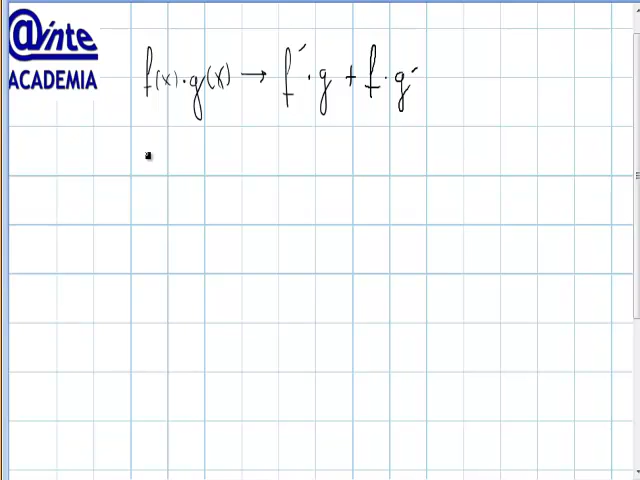 @inte
ACADEMIA
f(x)·g(x) → f´·g + f·g´